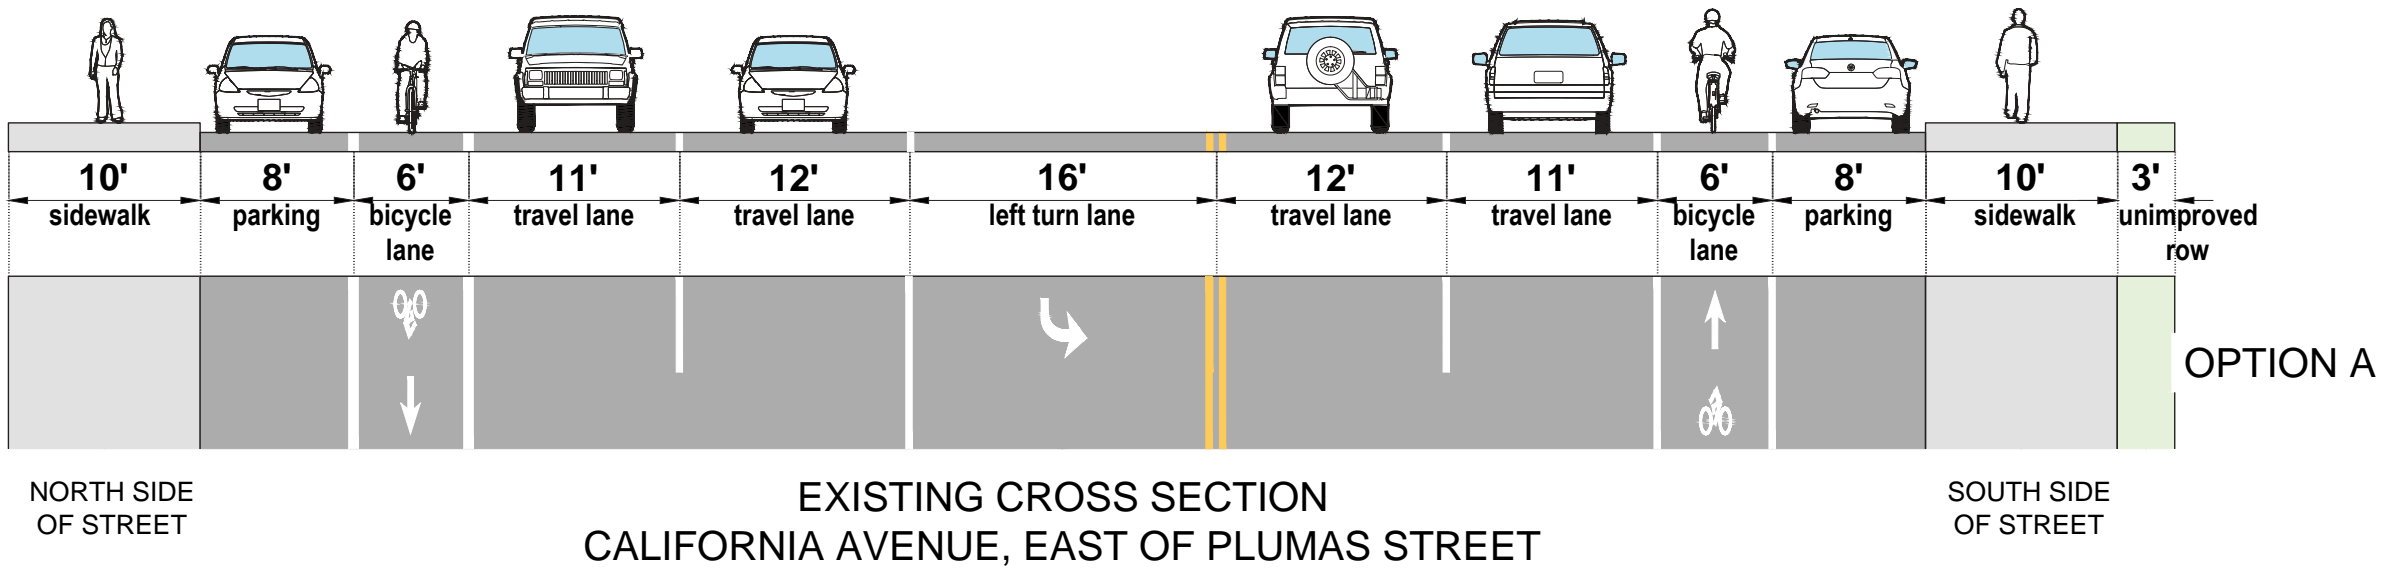 10' 8' 6' 11' 12' 16' 12' 11' 6' 8' 10' 3'
sidewalk parking bicycle travel lane travel lane left turn lane travel lane travel lane bicycle parking sidewalk unimproved
lane lane row
OPTION A
NORTH SIDE
OF STREET
EXISTING CROSS SECTION
CALIFORNIA AVENUE, EAST OF PLUMAS STREET
SOUTH SIDE
OF STREET